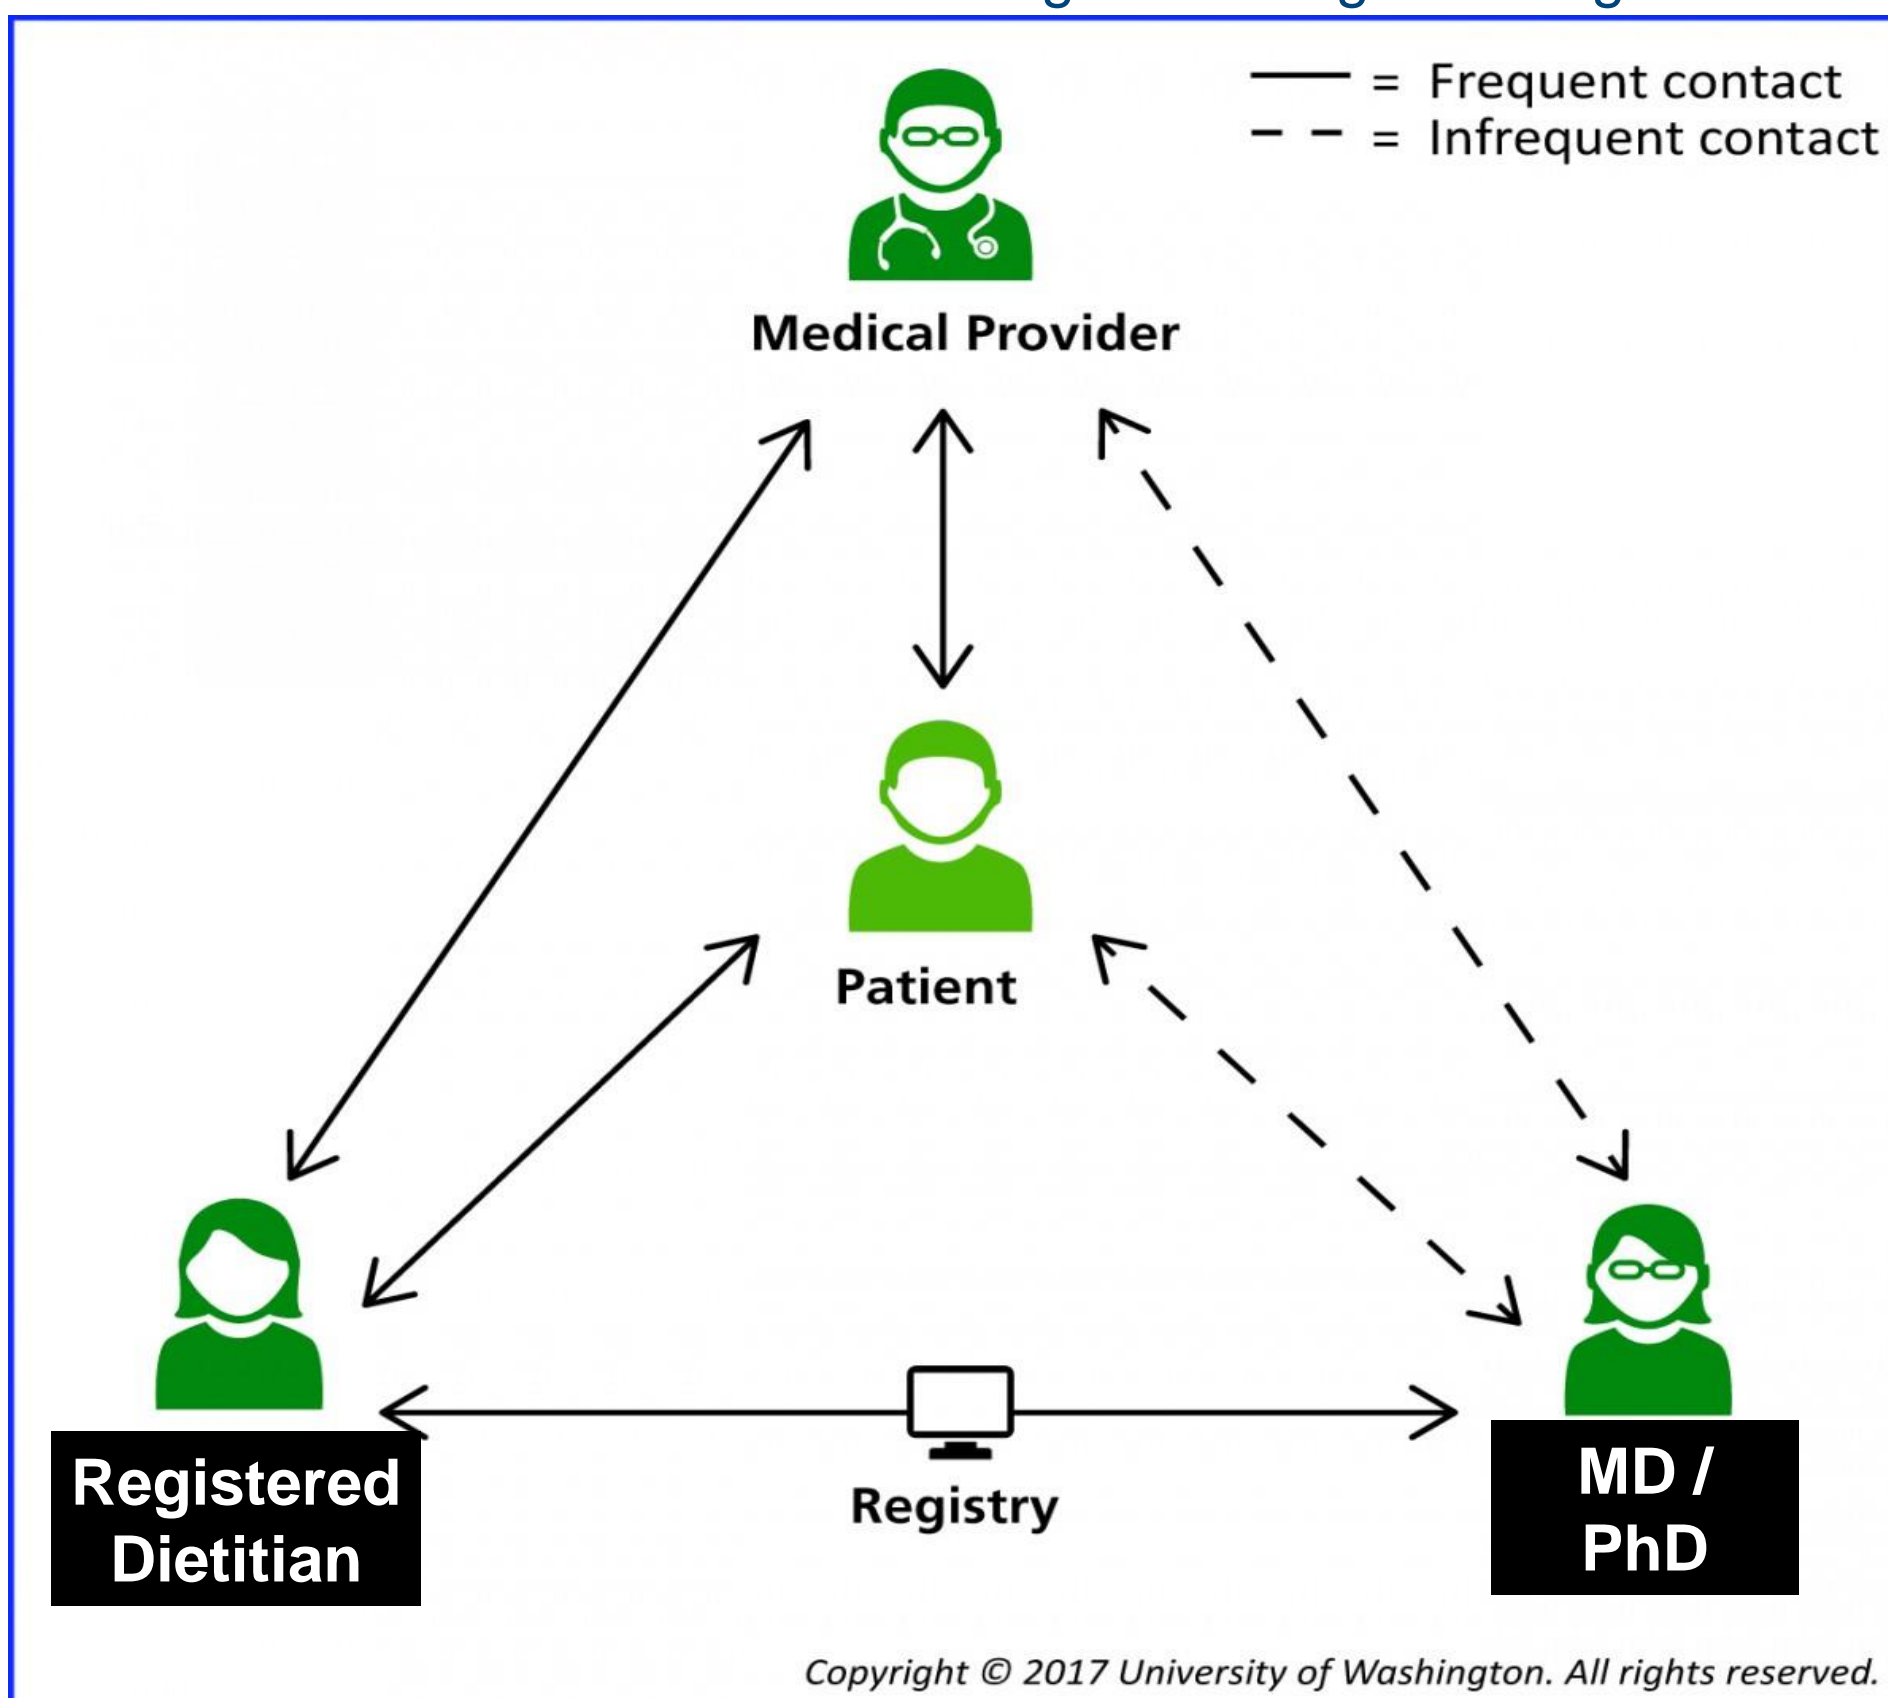 = Frequent contact
= Infrequent contact
Medical Provider
Patient
Registered
Dietitian
Registry
MD /
PhD
Copyright © 2017 University of Washington. All rights reserved.